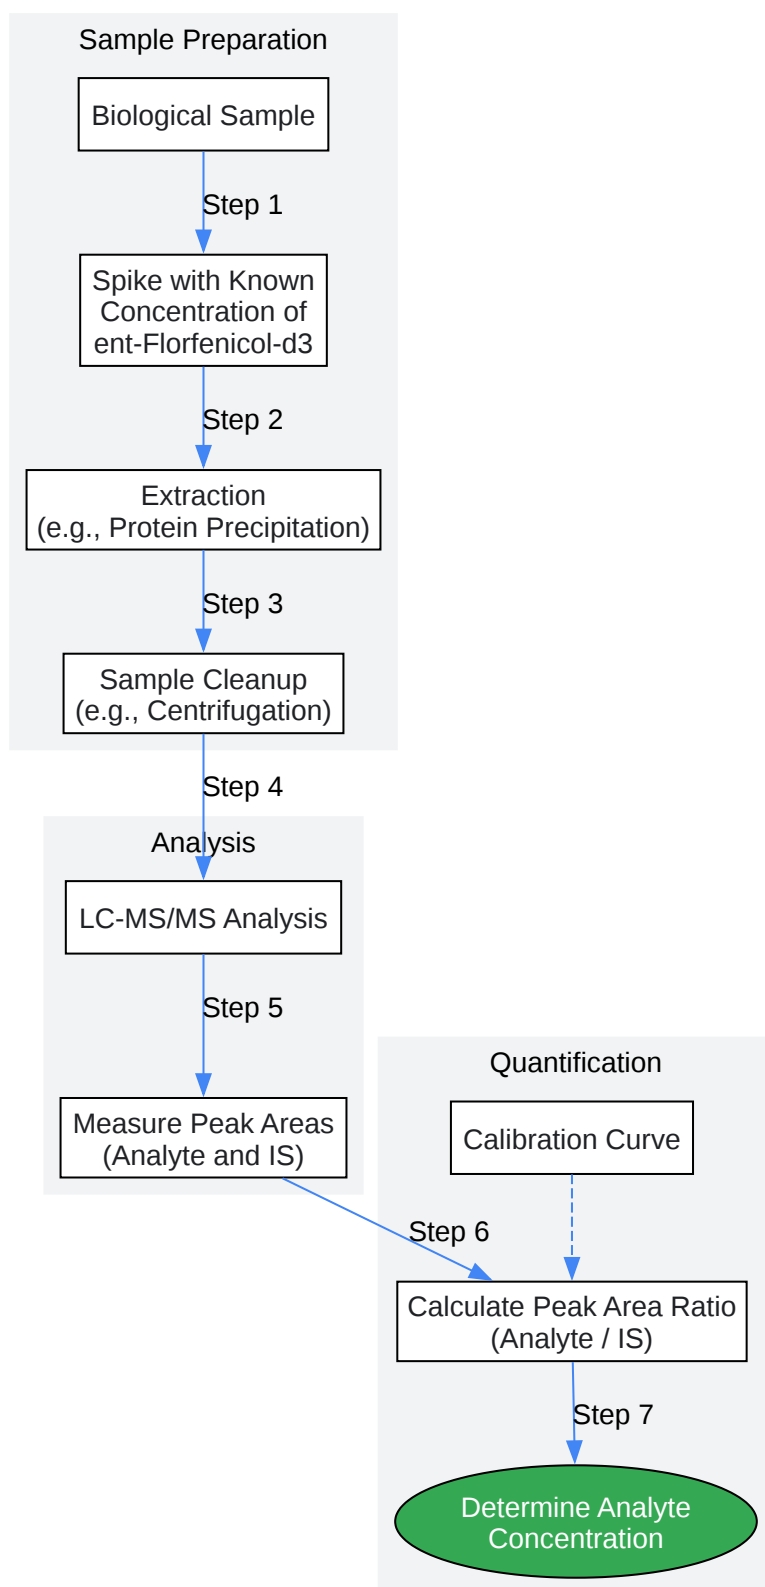 Sample Preparation
Biological Sample
Step 1
Spike with Known
Concentration of
ent-Florfenicol-d3
Step 2
Extraction
(e.g., Protein Precipitation)
Step 3
Sample Cleanup
(e.g., Centrifugation)
Step 4
Analysis
LC-MS/MS Analysis
Step 5
Measure Peak Areas
(Analyte and IS)
Quantification
Calibration Curve
Step 6
Calculate Peak Area Ratio
(Analyte / IS)
Step 7
Determine Analyte
Concentration